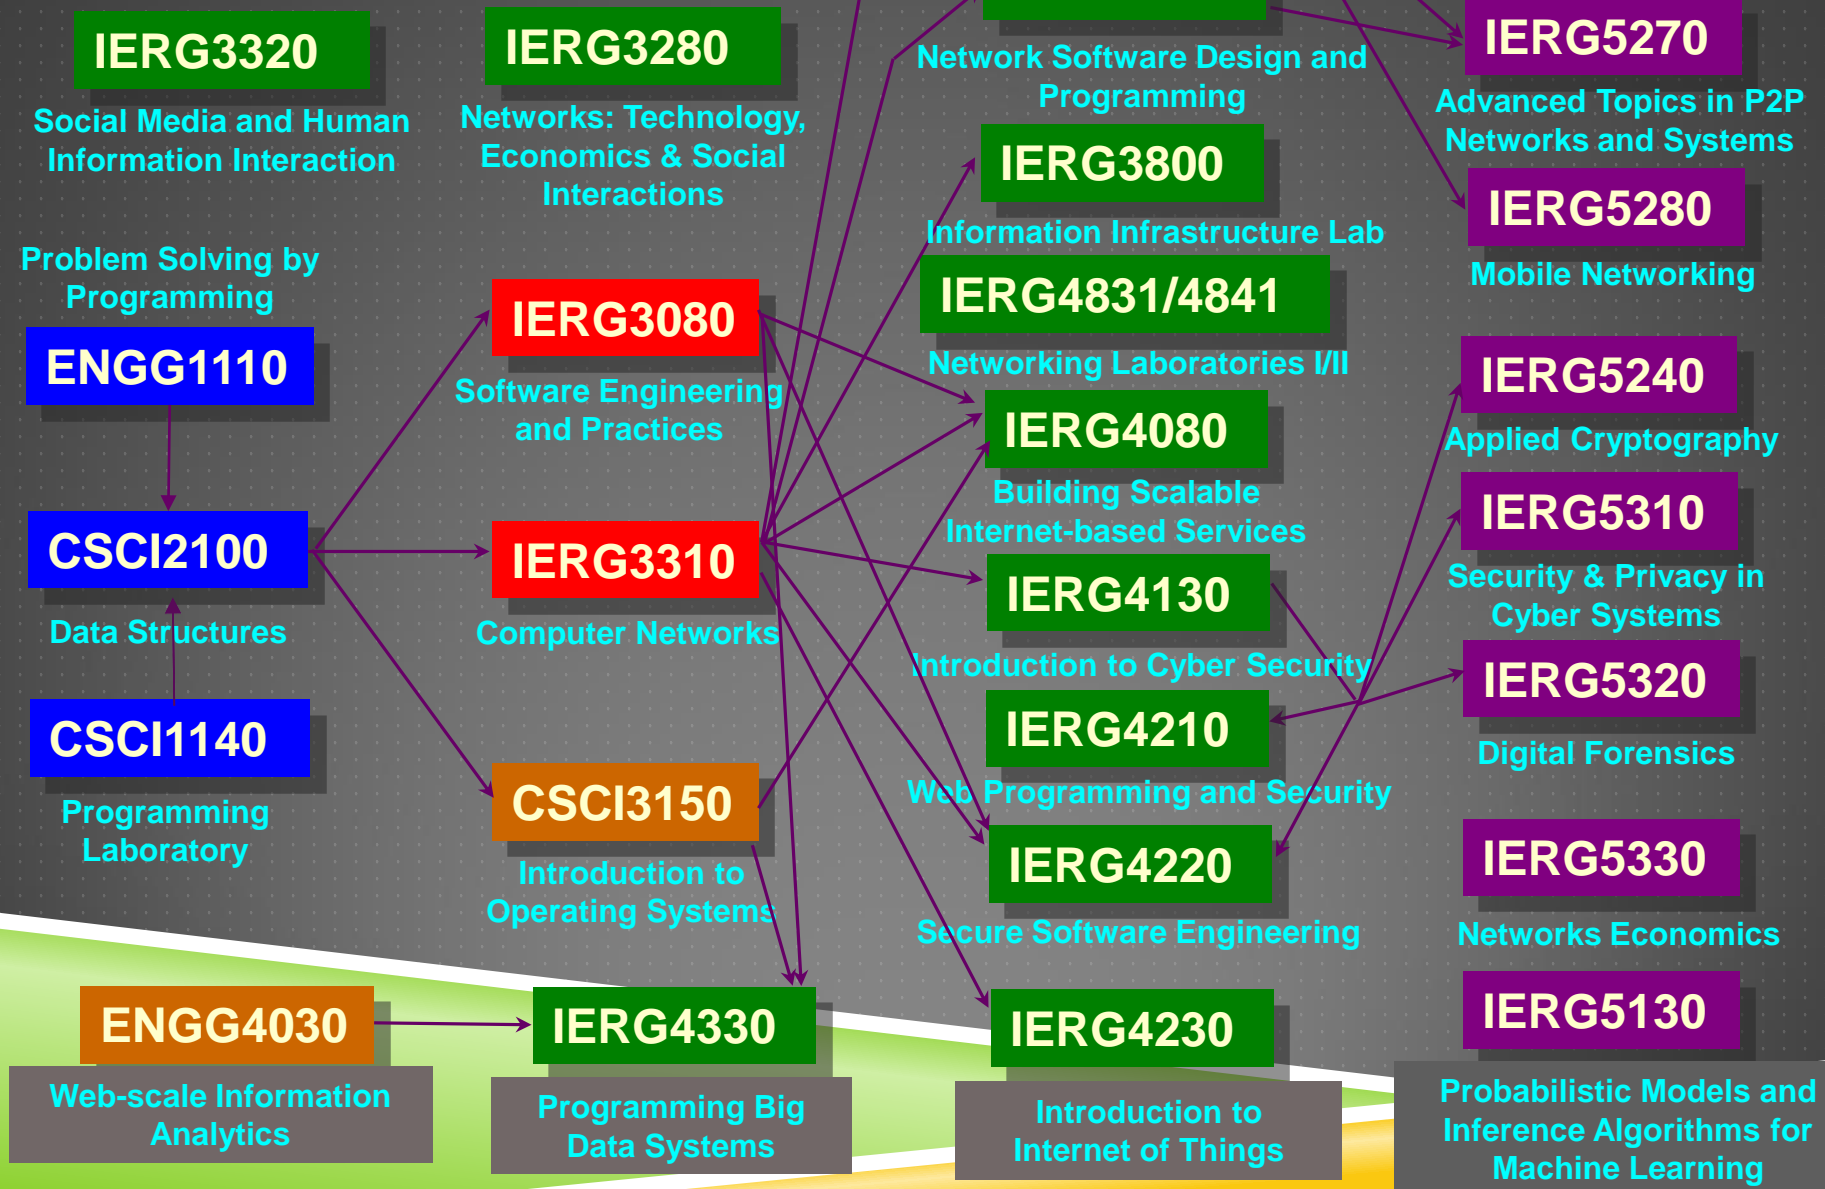 IERG3320
Social Media and Human
Information Interaction
IERG3280
Networks: Technology,
Economics & Social
Interactions
Network Software Design and
Programming
IERG5270
Advanced Topics in P2P
Networks and Systems
IERG3800
Information Infrastructure Lab
IERG5280
Mobile Networking
Problem Solving by
Programming
ENGG1110
IERG3080
Software Engineering
and Practices
IERG4831/4841
Networking Laboratories I/II
IERG5240
Applied Cryptography
IERG4080
Building Scalable
Internet-based Services
CSCI2100
Data Structures
IERG3310
Computer Networks
IERG5310
Security & Privacy in
Cyber Systems
IERG4130
Introduction to Cyber Security
CSCI1140
Programming
Laboratory
IERG4210
Web Programming and Security
IERG5320
Digital Forensics
CSCI3150
Introduction to
Operating Systems
IERG4220
Secure Software Engineering
IERG5330
Networks Economics
ENGG4030
Web-scale Information
Analytics
IERG4330
Programming Big
Data Systems
IERG4230
Introduction to
Internet of Things
IERG5130
Probabilistic Models and
Inference Algorithms for
Machine Learning